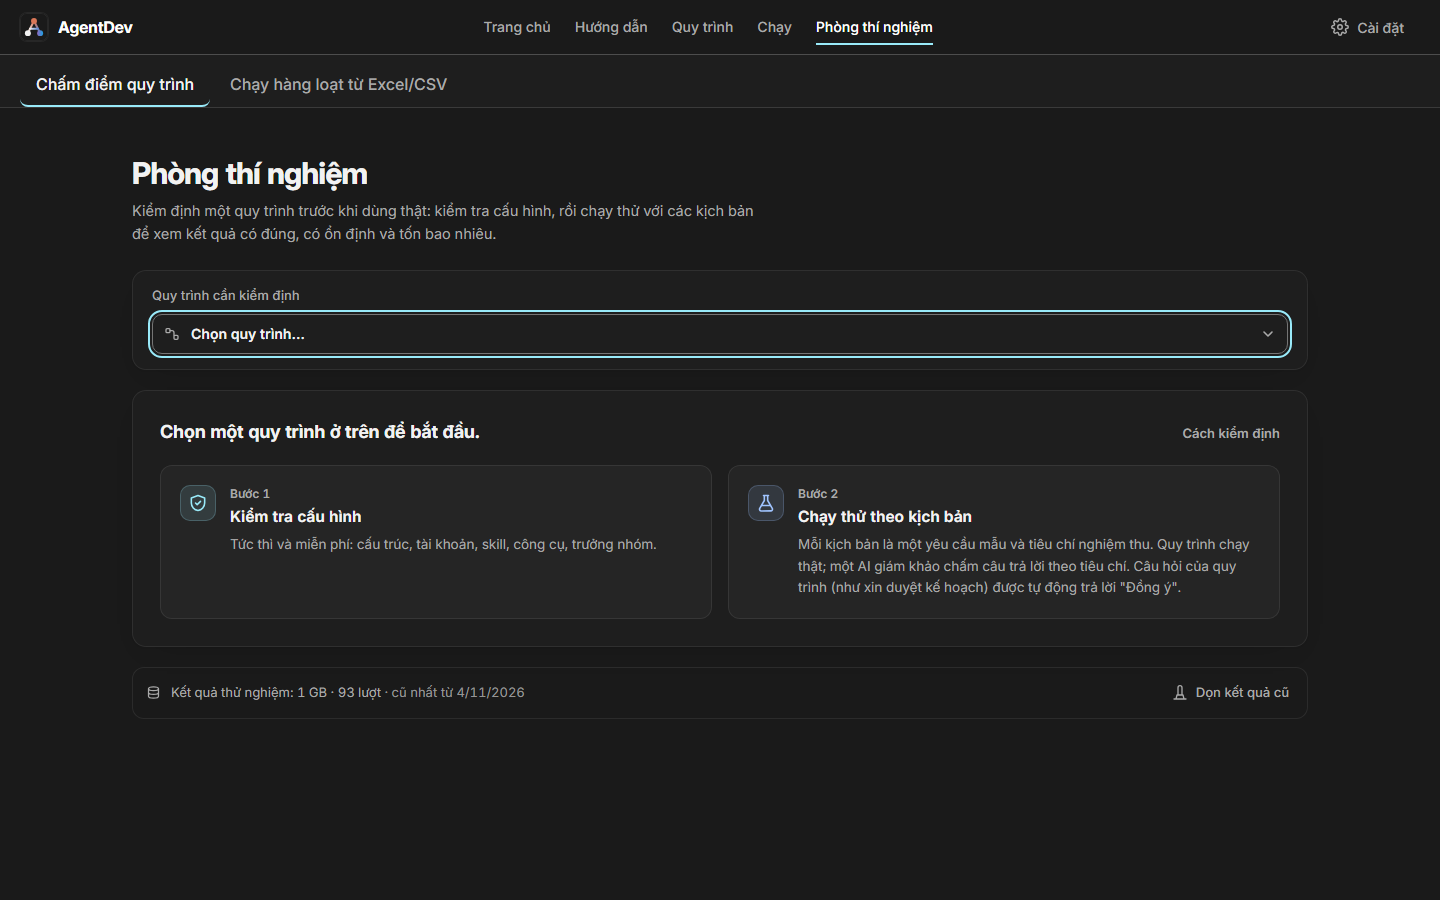 AgentDev
Trang chủ
Hướng dẫn
Quy trình
Chạy
Phòng thí nghiệm
Cài đặt
Chấm điểm quy trình
Chạy hàng loạt từ Excel/CSV
Phòng thí nghiệm
Kiểm định một quy trình trước khi dùng thật: kiểm tra cấu hình, rồi chạy thử với các kịch bản
để xem kết quả có đúng, có ổn định và tốn bao nhiêu.
Quy trình cần kiểm định
Chọn quy trình...
Chọn một quy trình ở trên để bắt đầu.
Cách kiểm định
Bước 1
Kiểm tra cấu hình
Tức thì và miễn phí: cấu trúc, tài khoản, skill, công cụ, trưởng nhóm.
Bước 2
Chạy thử theo kịch bản
Mỗi kịch bản là một yêu cầu mẫu và tiêu chí nghiệm thu. Quy trình chạy
thật; một AI giám khảo chấm câu trả lời theo tiêu chí. Câu hỏi của quy
trình (như xin duyệt kế hoạch) được tự động trả lời "Đồng ý".
Kết quả thử nghiệm: 1 GB · 93 lượt · cũ nhất từ 4/11/2026
Dọn kết quả cũ